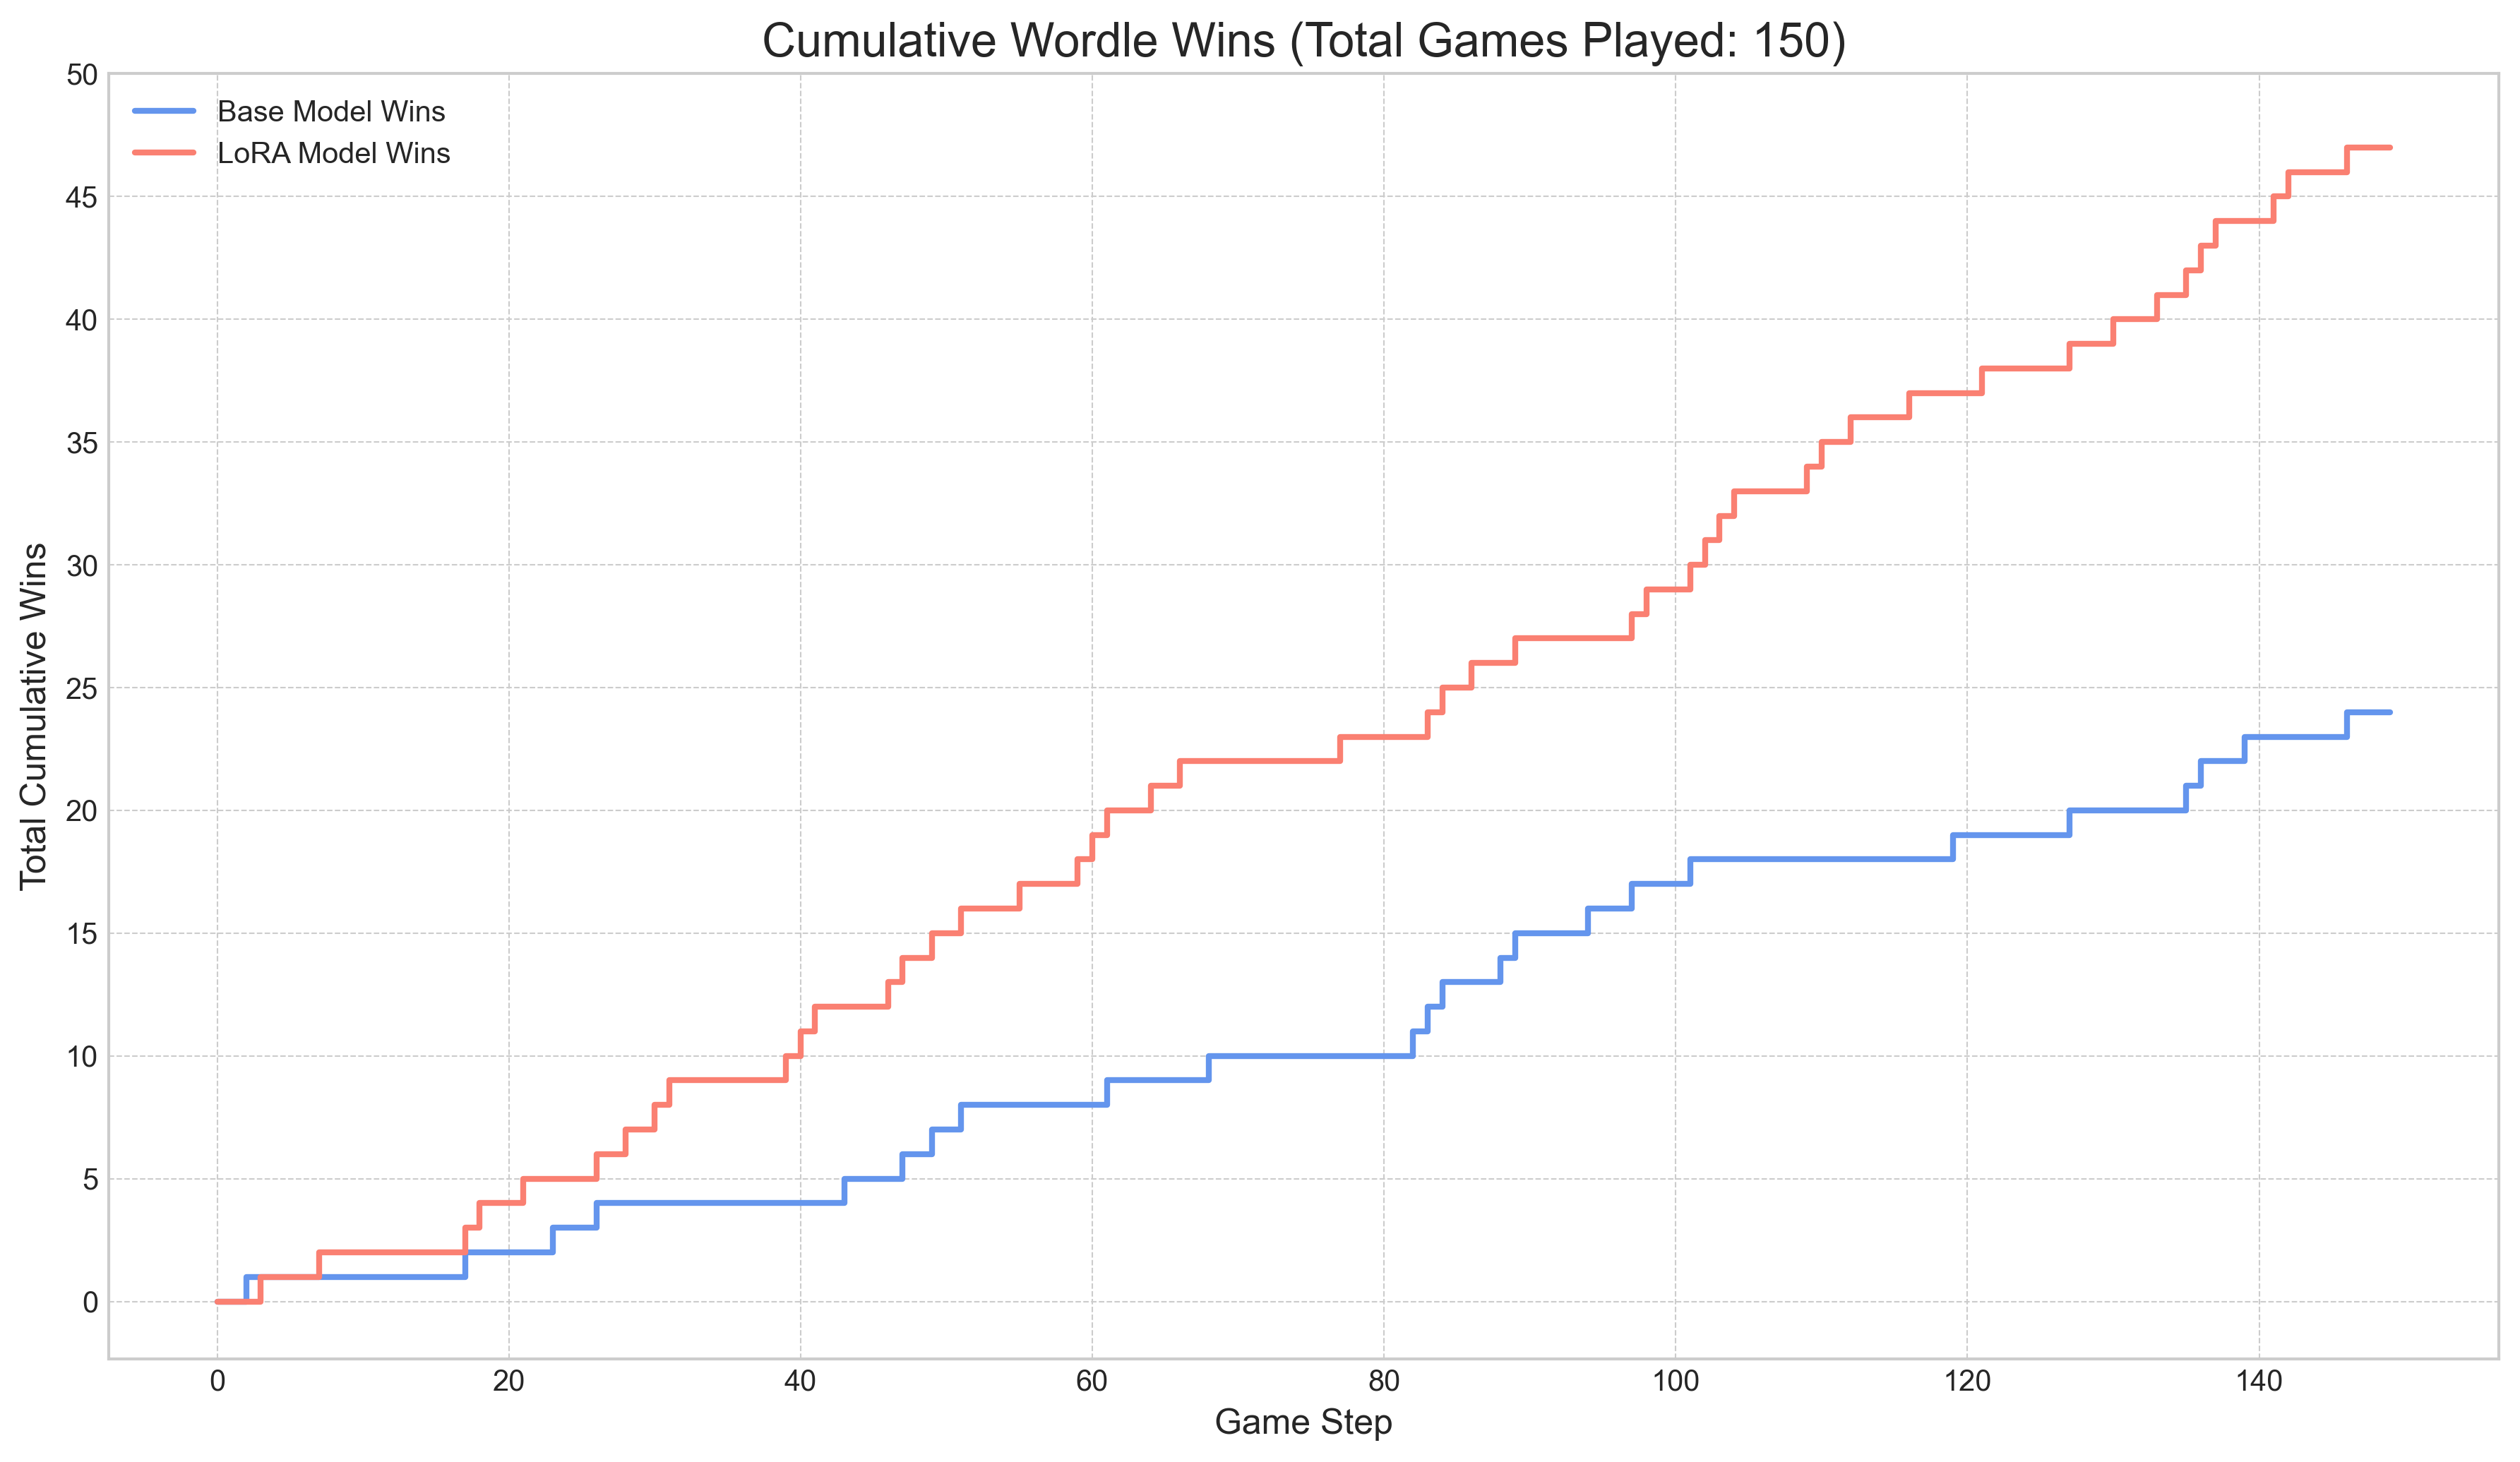 Cumulative Wordle Wins (Total Games Played: 150)
50
Base Model Wins
LoRA Model Wins
45
40
35
30
25
20
15
10
5
0
Total Cumulative Wins
0 20 40 60 80 100 120 140
Game Step